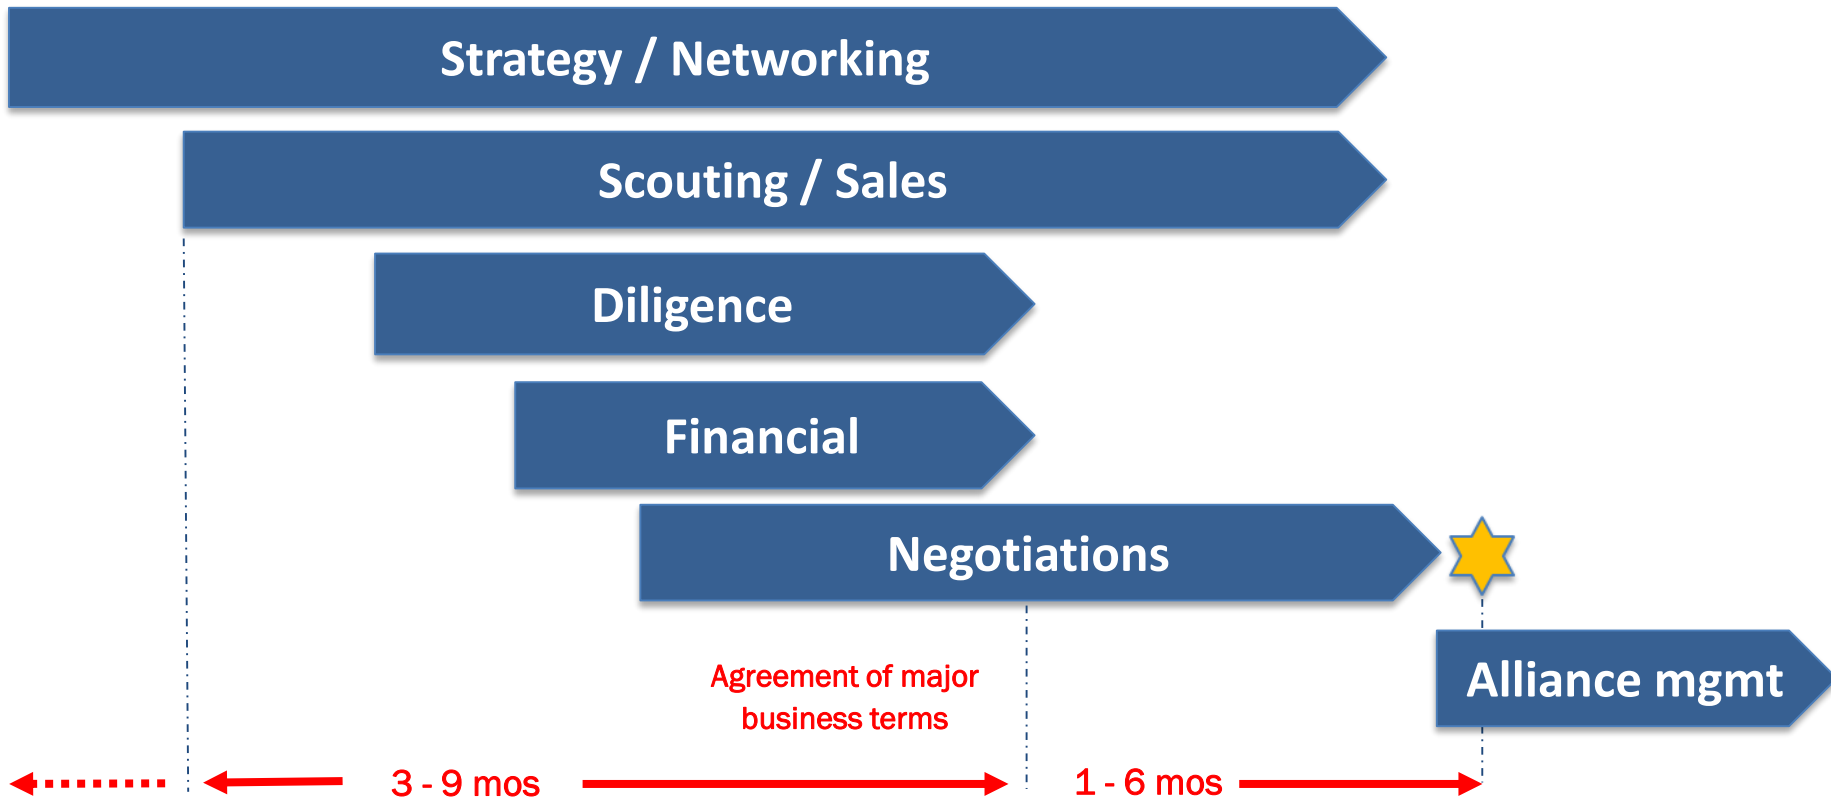 Strategy / Networking
Scouting / Sales
Diligence
Financial
Negotiations
Agreement of major
business terms
Alliance mgmt
3 - 9 mos
1 - 6 mos